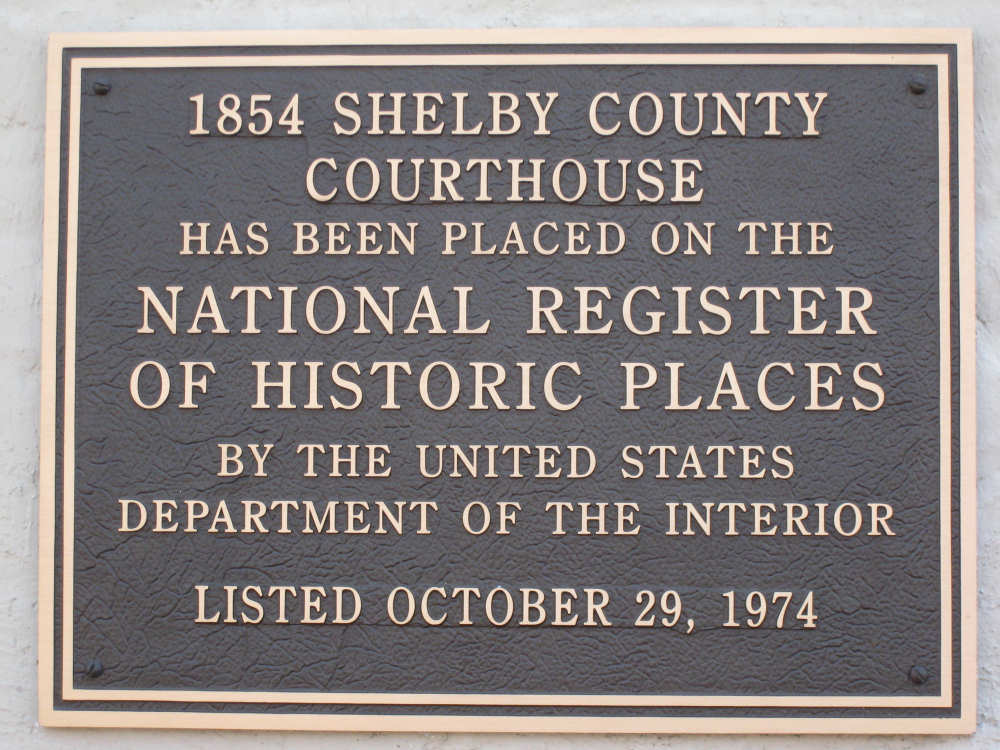 1854 SHELBY COUNTY
COURTHOUSE
HAS BEEN PLACED ON THE
NATIONAL REGISTER
OF HISTORIC PLACES
BY THE UNITED STATES
DEPARTMENT OF THE INTERIOR
LISTED OCTOBER 29, 1974